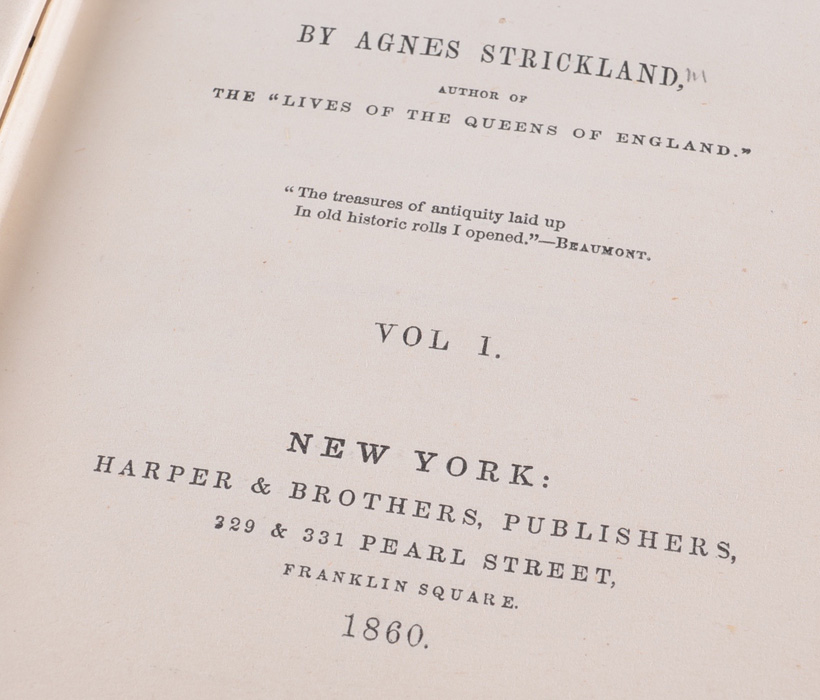 BY AGNES STRICKLAND,
AUTHOR OF
THE “LIVES OF THE QUEENS OF ENGLAND.”
“The treasures of antiquity laid up
In old historic rolls I opened.”—BEAUMONT.
VOL I.
NEW YORK:
HARPER & BROTHERS, PUBLISHERS,
329 & 331 PEARL STREET,
FRANKLIN SQUARE.
1860.